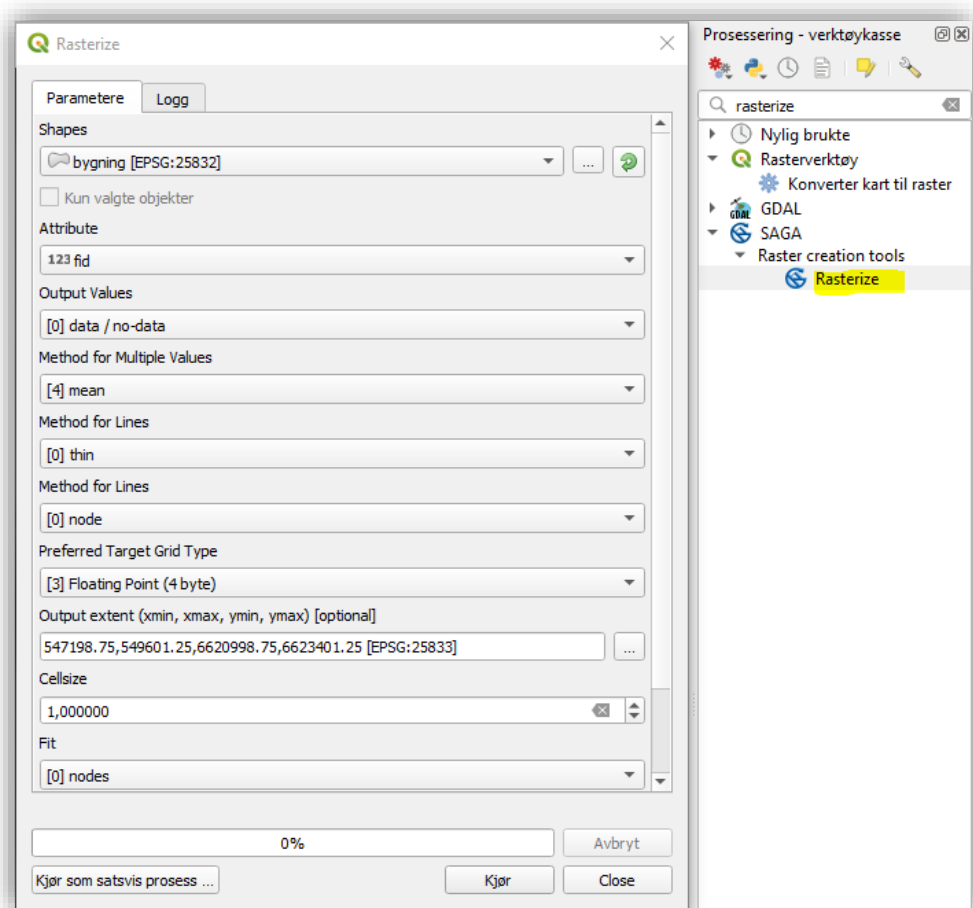 Rasterize
Parametere
Logg
Shapes
bygning [EPSG:25832]
...
Kun valgte objekter
Attribute
123 fid
Output Values
[0] data / no-data
Method for Multiple Values
[4] mean
Method for Lines
[0] thin
Method for Lines
[0] node
Preferred Target Grid Type
[3] Floating Point (4 byte)
Output extent (xmin, xmax, ymin, ymax) [optional]
547198.75,549601.25,6620998.75,6623401.25 [EPSG:25833]
...
Cellsize
1,000000
Fit
[0] nodes
0%
Avbryt
Kjør som satsvis prosess ...
Kjør
Close
Prosessering - verktøykasse
rasterize
Nylig brukte
Rasterverktøy
Konverter kart til raster
GDAL
GDAL
SAGA
Raster creation tools
Rasterize